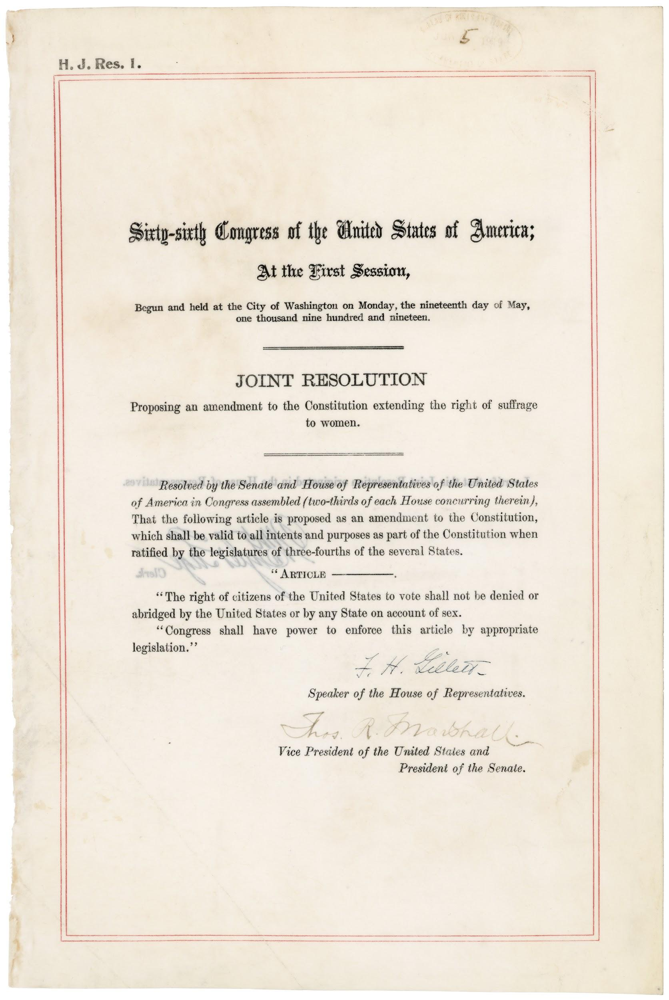 5
H. J. Res. 1.
Sixty-sixth Congress of the United States of America;
At the First Session,
Begun and held at the City of Washington on Monday, the nineteenth day of May,
one thousand nine hundred and nineteen.
JOINT RESOLUTION
Proposing an amendment to the Constitution extending the right of suffrage
to women.
Resolved by the Senate and House of Representatives of the United States
of America in Congress assembled (two-thirds of each House concurring therein),
That the following article is proposed as an amendment to the Constitution,
which shall be valid to all intents and purposes as part of the Constitution when
ratified by the legislatures of three-fourths of the several States.
Clerk.
“ARTICLE ————.
“The right of citizens of the United States to vote shall not be denied or
abridged by the United States or by any State on account of sex.
“Congress shall have power to enforce this article by appropriate
legislation.”
F. H. Gillett
Speaker of the House of Representatives.
Thos. R. Marshall.
Vice President of the United States and
President of the Senate.